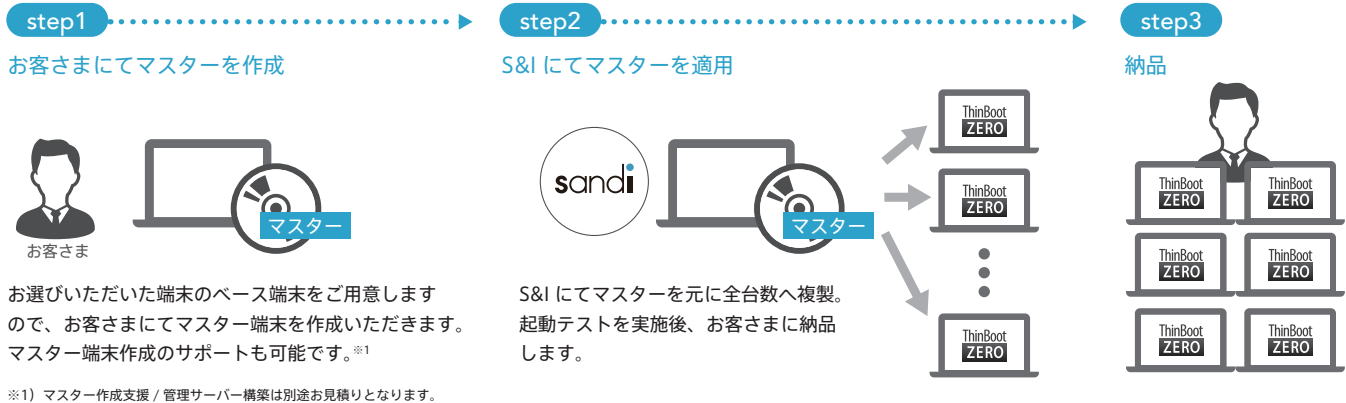 step1
お客さまにてマスターを作成
マスター
お客さま
お選びいただいた端末のベース端末をご用意します
ので、お客さまにてマスター端末を作成いただきます。
マスター端末作成のサポートも可能です。※1
※1）マスター作成支援 / 管理サーバー構築は別途お見積りとなります。
step2
S&I にてマスターを適用
sandi
マスター
ThinBoot
ZERO
ThinBoot
ZERO
ThinBoot
ZERO
S&I にてマスターを元に全台数へ複製。
起動テストを実施後、お客さまに納品
します。
step3
納品
ThinBoot
ZERO
ThinBoot
ZERO
ThinBoot
ZERO
ThinBoot
ZERO
ThinBoot
ZERO
ThinBoot
ZERO